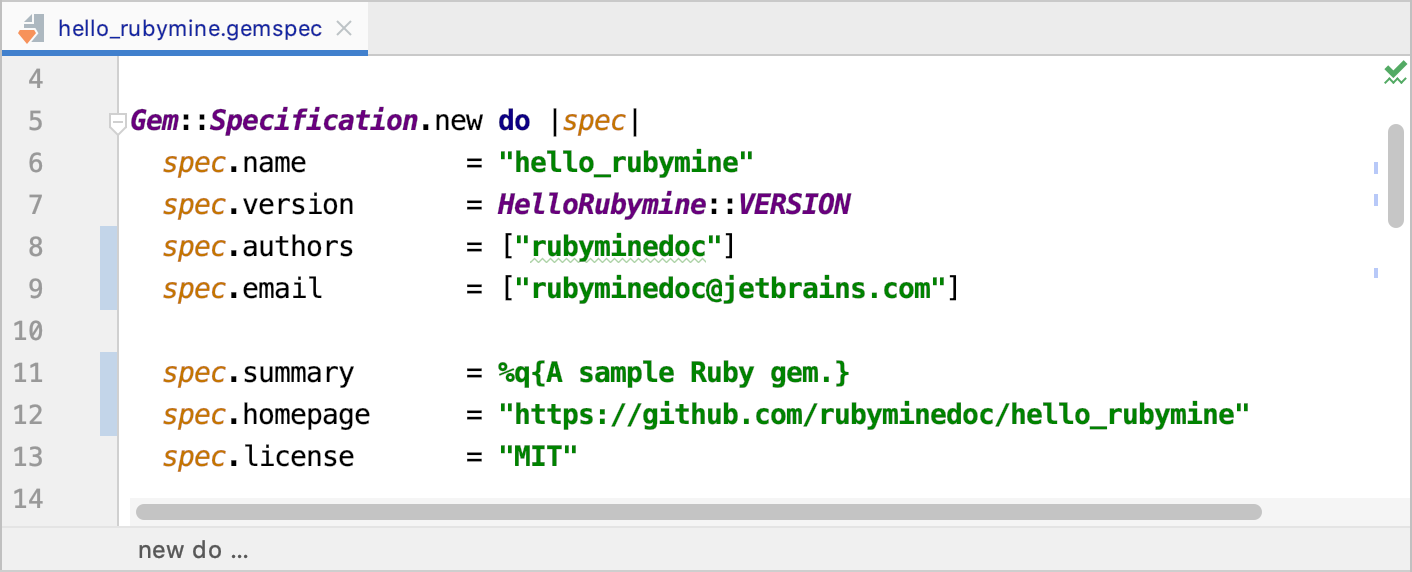 hello_rubymine.gemspec
4
5 Gem::Specification.new do |spec|
6   spec.name          = "hello_rubymine"
7   spec.version       = HelloRubymine::VERSION
8   spec.authors       = ["rubyminedoc"]
9   spec.email         = ["rubyminedoc@jetbrains.com"]
10
11   spec.summary       = %q{A sample Ruby gem.}
12   spec.homepage      = "https://github.com/rubyminedoc/hello_rubymine"
13   spec.license       = "MIT"
14
new do ...